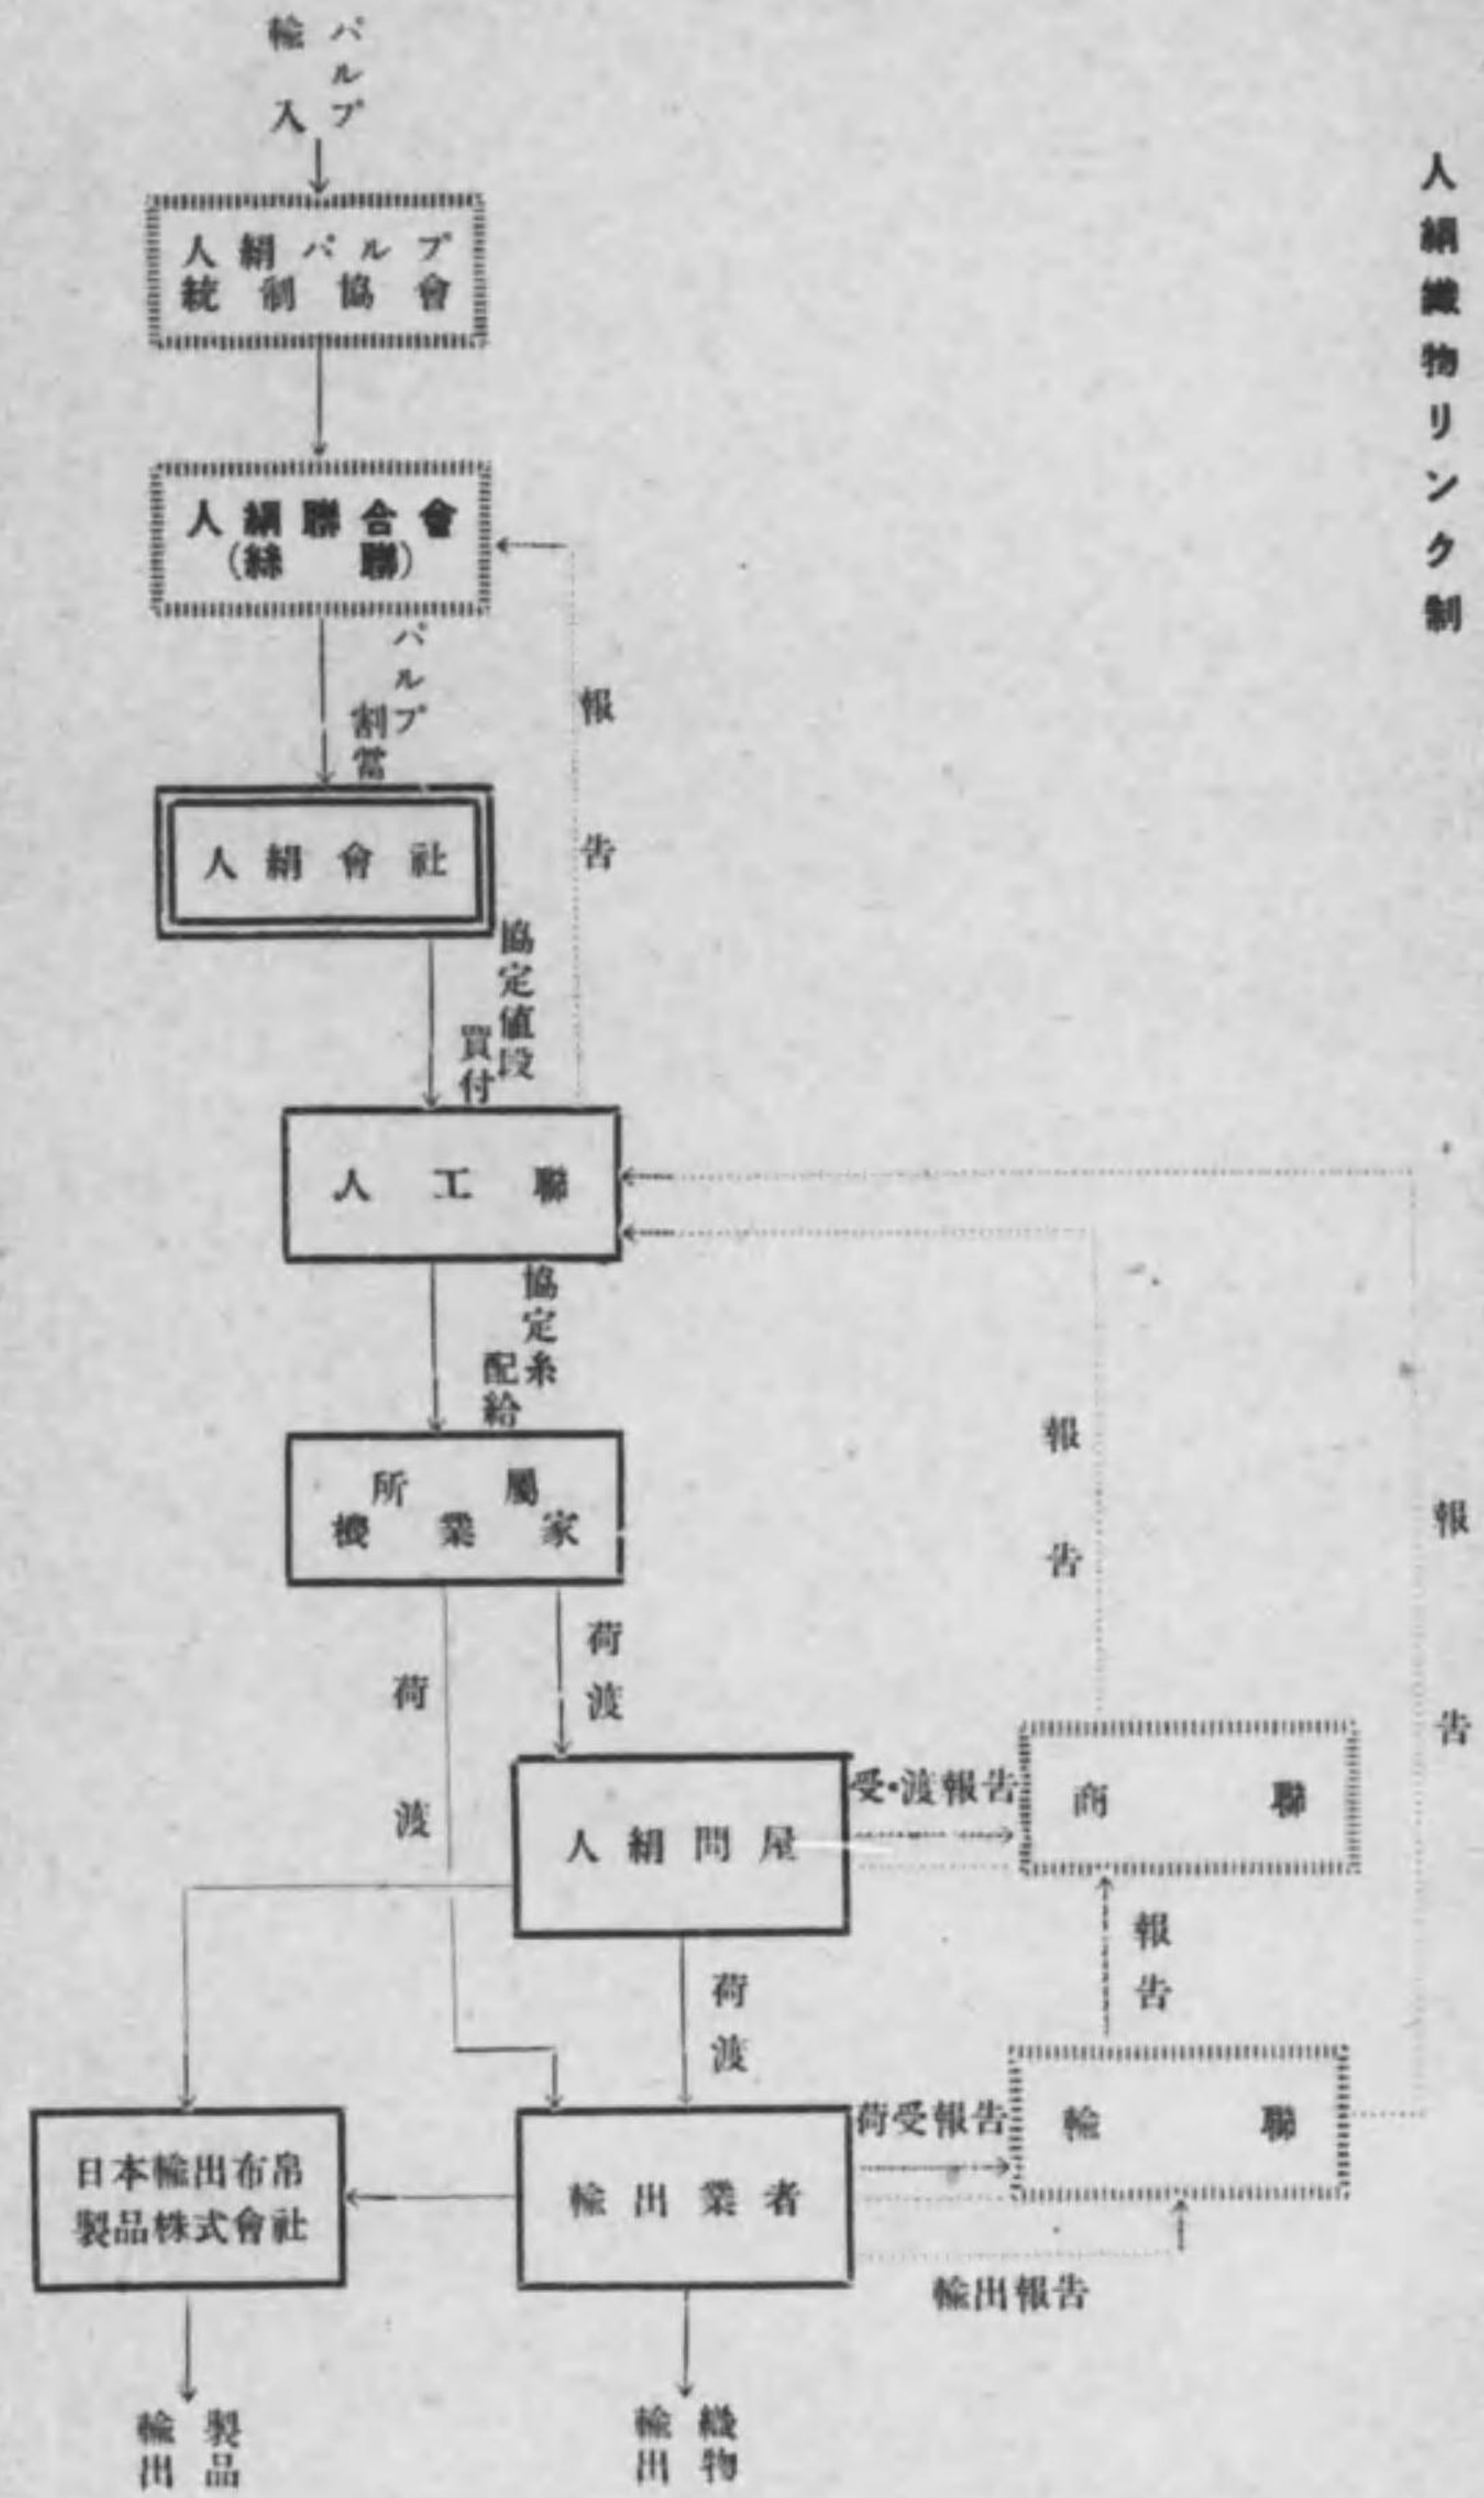 人絹織物リンク制
パルプ
輸入
人絹パルプ
統制協會
人絹聯合會
(絲聯)
パルプ
割當
報告
人絹會社
協定値段
買付
人工聯
協定糸
配給
所屬
機業家
報告
報告
荷渡
荷渡
人絹問屋
受・渡報告
商聯
荷渡
報告
日本輸出布帛
製品株式會社
輸出業者
荷受報告
輸聯
輸出報告
製品
輸出
織物
輸出